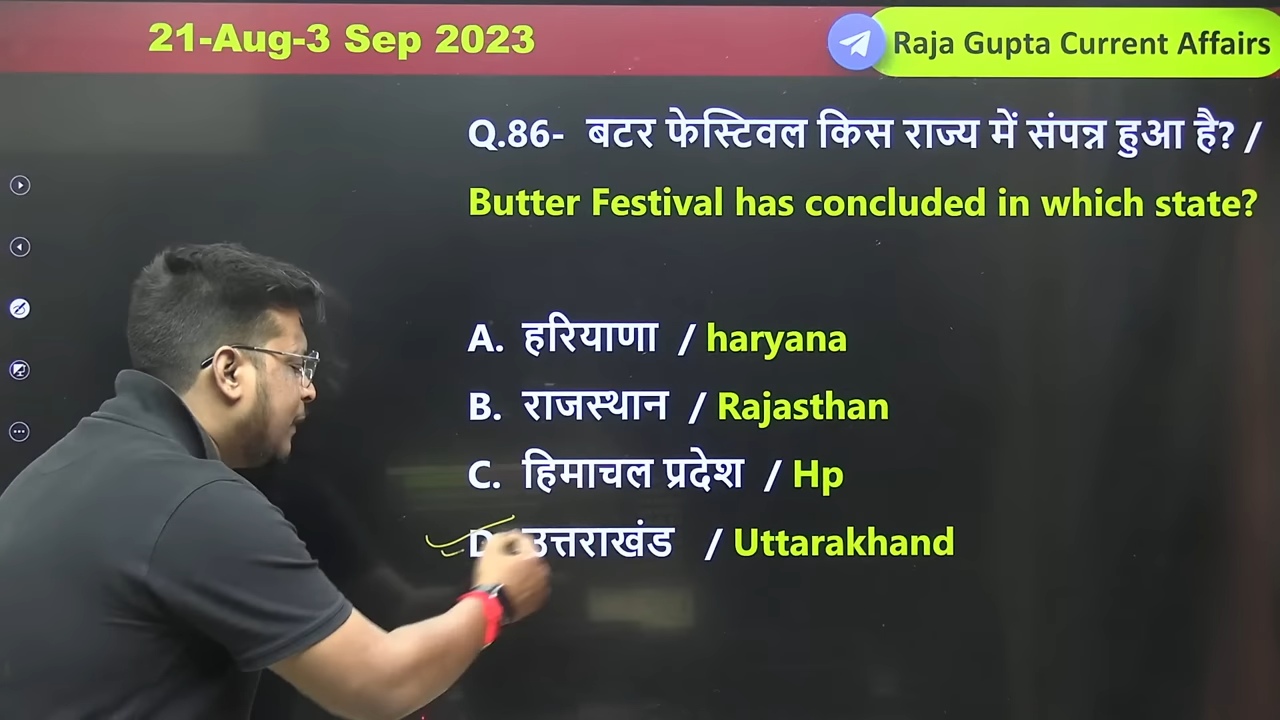 21-Aug-3 Sep 2023
Raja Gupta Current Affairs
Q.86- बटर फेस्टिवल किस राज्य में संपन्न हुआ है? /
Butter Festival has concluded in which state?
A. हरियाणा / haryana
B. राजस्थान / Rajasthan
C. हिमाचल प्रदेश / Hp
D. उत्तराखंड / Uttarakhand